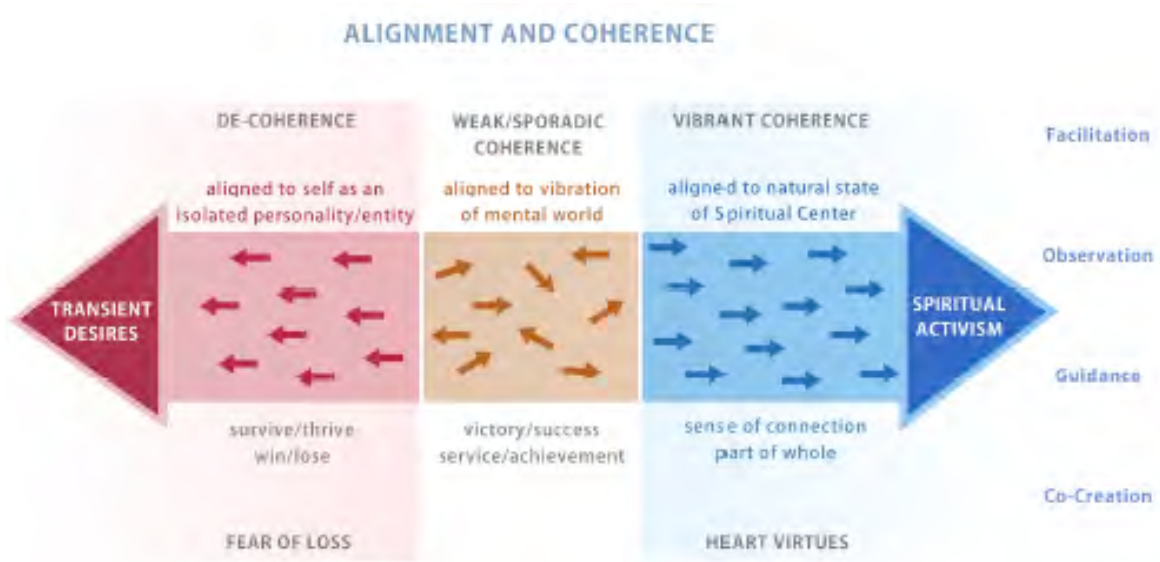 ALIGNMENT AND COHERENCE
DE-COHERENCE
aligned to self as an
isolated personality/entity
WEAK/SPORADIC
COHERENCE
aligned to vibration
of mental world
VIBRANT COHERENCE
aligned to natural state
of Spiritual Center
TRANSIENT
DESIRES
SPIRITUAL
ACTIVISM
survive/thrive
win/lose
victory/success
service/achievement
sense of connection
part of whole
FEAR OF LOSS
HEART VIRTUES
Facilitation
Observation
Guidance
Co-Creation